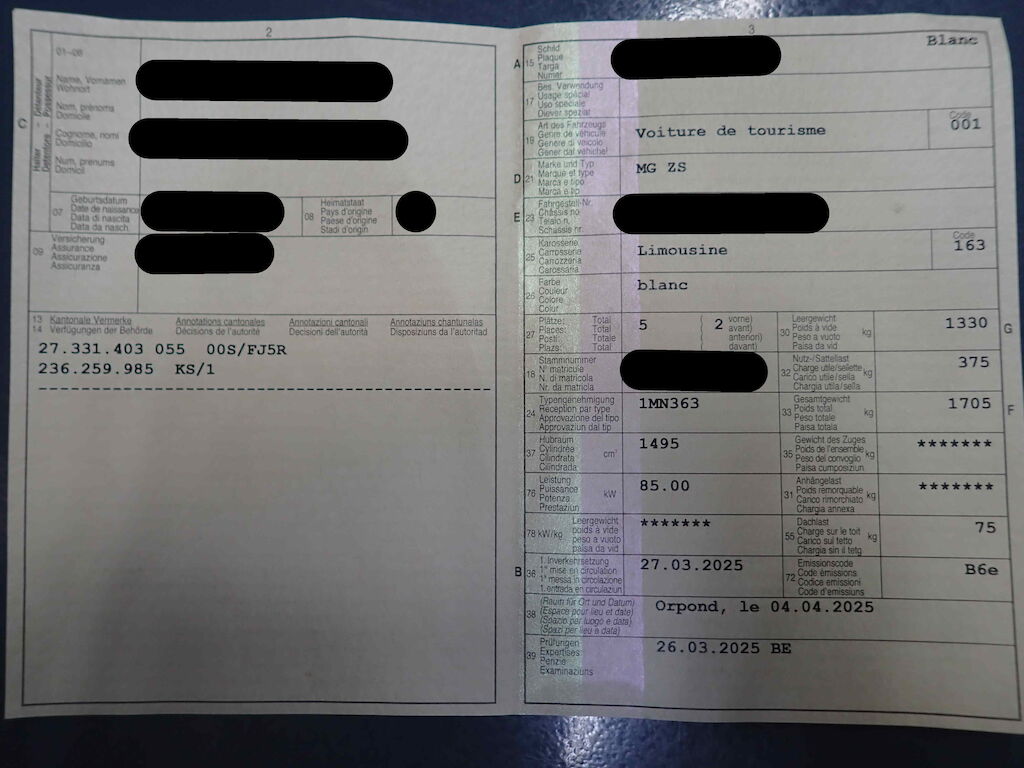 2
01-06
C
Halter - Détenteur
Detentore - Possessur
Name, Vornamen
Wohnort
Nom, prénoms
Domicile
Cognome, nomi
Domicilio
Num, prenums
Domicil
07
Geburtsdatum
Date de naissance
Data di nascita
Data da nasch.
08
Heimatstaat
Pays d'origine
Paese d'origine
Stadi d'origin
09
Versicherung
Assurance
Assicurazione
Assicuranza
13 Kantonale Vermerke Annotations cantonales Annotazioni cantonali Annotaziuns chantunalas
14 Verfügungen der Behörde Décisions de l'autorité Decisioni dell'autorità Disposiziuns da l'autoritad
27.331.403 055 00S/FJ5R
236.259.985 KS/1
3
A 15
Schild
Plaque
Targa
Numer
Blanc
17
Bes. Verwendung
Usage spécial
Uso speciale
Diever spezial
19
Art des Fahrzeugs
Genre de véhicule
Genere di veicolo
Gener dal vehichel
Voiture de tourisme
Code
001
D 21
Marke und Typ
Marque et type
Marca e tipo
Marca e tip
MG ZS
E 23
Fahrgestell-Nr.
Châssis no
Telaio n.
Schassis nr.
25
Karosserie
Carrosserie
Carrozzeria
Carossaria
Limousine
Code
163
26
Farbe
Couleur
Colore
Colur
blanc
27
Plätze: Total
Places: Total
Posti: Totale
Plazs: Total
5
( 2 vorne)
avant)
anteriori)
davant)
30
Leergewicht
Poids à vide
Peso a vuoto
Paisa da vid
kg
1330
G
18
Stammnummer
N° matricule
N. di matricola
Nr. da matricla
32
Nutz-/Sattellast
Charge utile/sellette
Carico utile/sella
Chargia utila/sella
kg
375
24
Typengenehmigung
Réception par type
Approvazione del tipo
Approvaziun dal tip
1MN363
33
Gesamtgewicht
Poids total
Peso totale
Paisa totala
kg
1705
F
37
Hubraum
Cylindrée
Cilindrata
Cilindrada
cm³
1495
35
Gewicht des Zuges
Poids de l'ensemble
Peso del convoglio
Paisa cumposiziun
kg
*******
76
Leistung
Puissance
Potenza
Prestaziun
kW
85.00
31
Anhängelast
Poids remorquable
Carico rimorchiato
Chargia annexa
kg
*******
78 kW/kg
Leergewicht
poids à vide
peso a vuoto
paisa da vid
*******
55
Dachlast
Charge sur le toit
Carico sul tetto
Chargia sin il tetg
kg
75
B 36
1. Inverkehrsetzung
1re mise en circulation
1a messa in circolazione
1. entrada en circulaziun
27.03.2025
72
Emissionscode
Code émissions
Codice emissioni
Code d'emissiuns
B6e
38
(Raum für Ort und Datum)
(Espace pour lieu et date)
(Spazio per luogo e data)
(Spazi per lieu e data)
Orpond, le 04.04.2025
39
Prüfungen
Expertises
Perizie
Examinaziuns
26.03.2025 BE